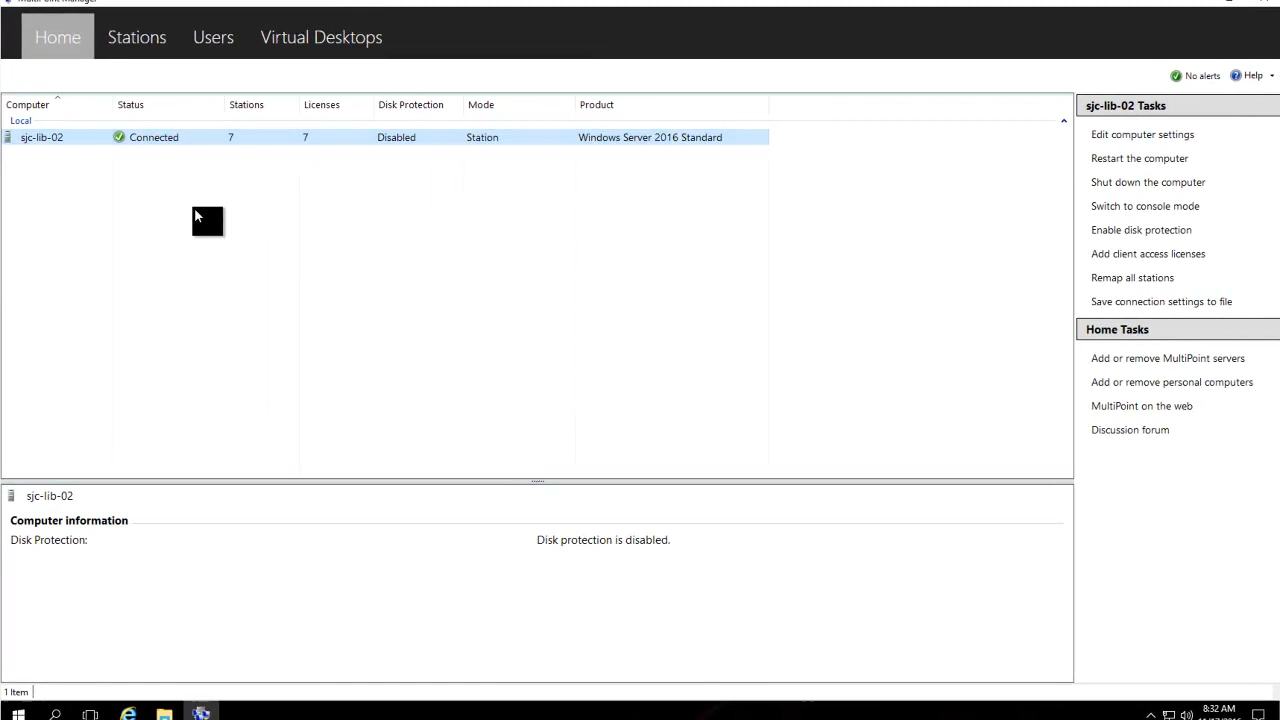 MultiPoint Manager
Home Stations Users Virtual Desktops
No alerts Help
Computer Status Stations Licenses Disk Protection Mode Product
Local
sjc-lib-02 Connected 7 7 Disabled Station Windows Server 2016 Standard
sjc-lib-02 Tasks
Edit computer settings
Restart the computer
Shut down the computer
Switch to console mode
Enable disk protection
Add client access licenses
Remap all stations
Save connection settings to file
Home Tasks
Add or remove MultiPoint servers
Add or remove personal computers
MultiPoint on the web
Discussion forum
sjc-lib-02
Computer information
Disk Protection: Disk protection is disabled.
1 Item
8:32 AM